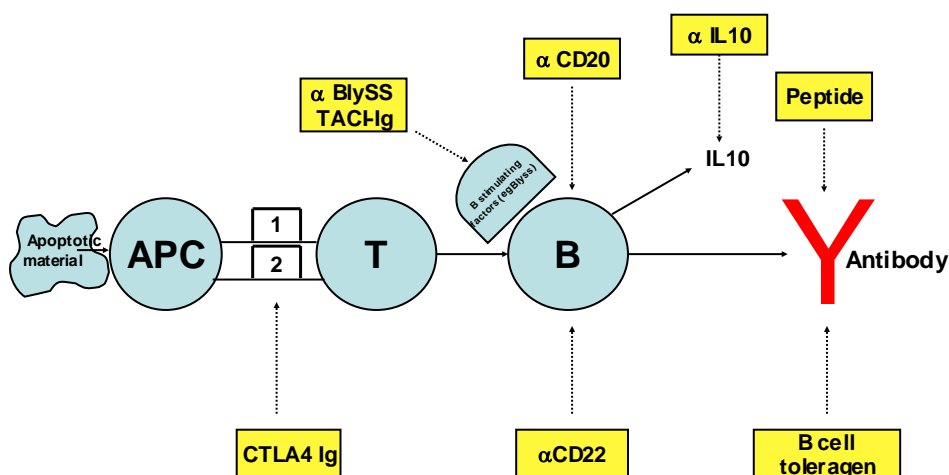 α IL10
α CD20
α BlySS
TACI-Ig
Peptide
IL10
B stimulating
factors (egBlyss)
Apoptotic
material
APC
1
2
T
B
Antibody
CTLA4 Ig
αCD22
B cell
toleragen